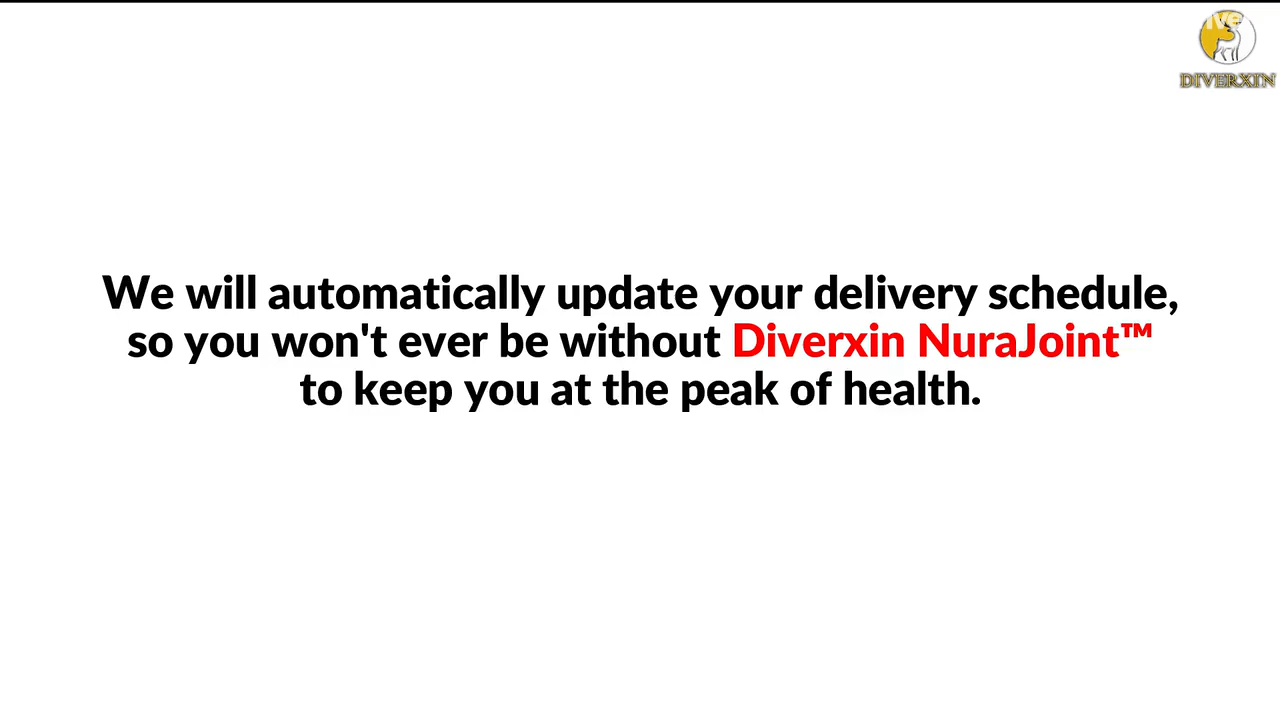 ive
DIVERXIN
We will automatically update your delivery schedule,
so you won't ever be without Diverxin NuraJoint™
to keep you at the peak of health.